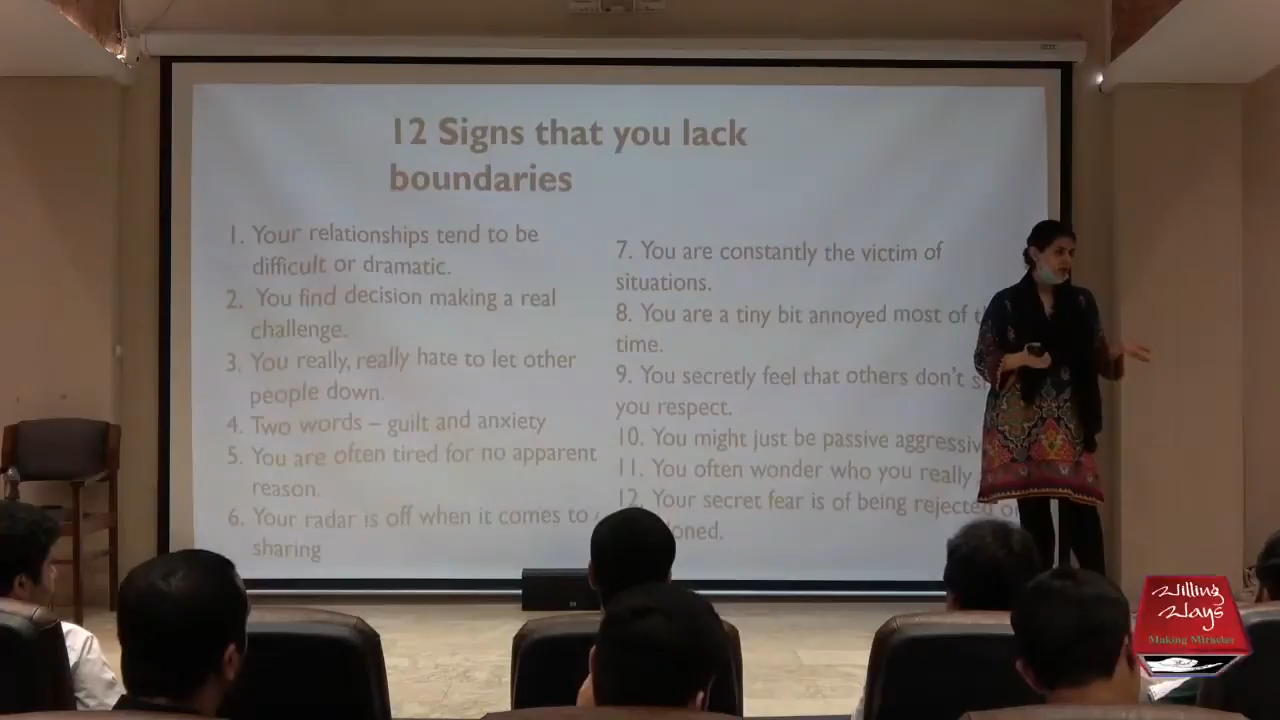 12 Signs that you lack
boundaries
1. Your relationships tend to be
difficult or dramatic.
2. You find decision making a real
challenge.
3. You really, really hate to let other
people down.
4. Two words – guilt and anxiety
5. You are often tired for no apparent
reason.
6. Your radar is off when it comes to
sharing
7. You are constantly the victim of
situations.
8. You are a tiny bit annoyed most of
time.
9. You secretly feel that others don't
you respect.
10. You might just be passive
11. You often wonder who you really
12. Your secret fear is of being rejected
Willing
Ways
Making Miracles